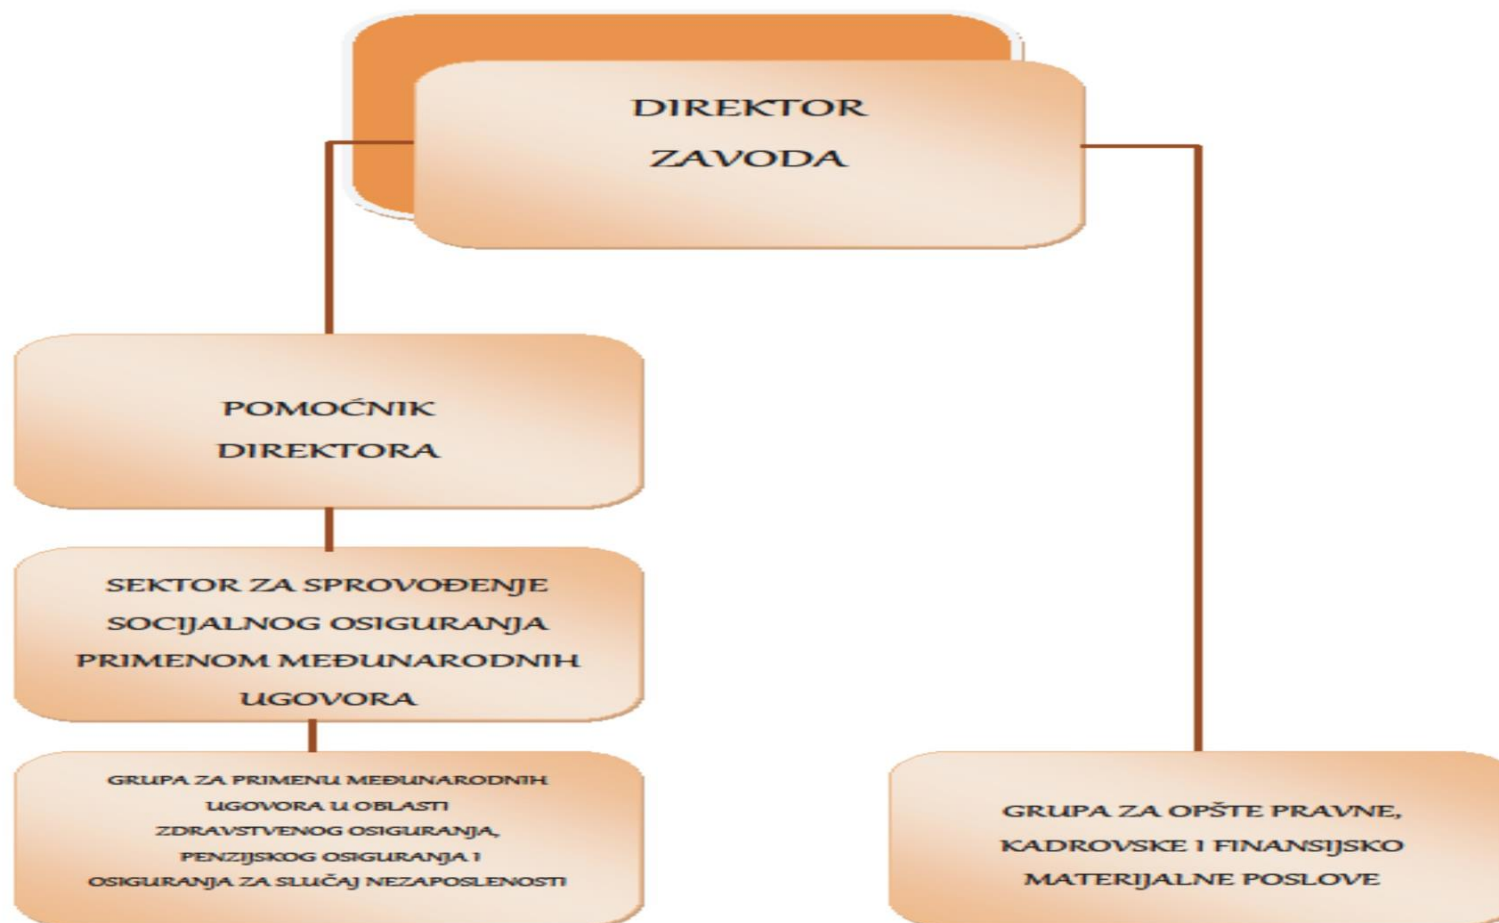 DIREKTOR
ZAVODA
POMOĆNIK
DIREKTORA
SEKTOR ZA SPROVOĐENJE
SOCIJALNOG OSIGURANJA
PRIMENOM MEĐUNARODNIH
UGOVORA
GRUPA ZA PRIMENU MEĐUNARODNIH
UGOVORA U OBLASTI
ZDRAVSTVENOG OSIGURANJA,
PENZIJSKOG OSIGURANJA I
OSIGURANJA ZA SLUČAJ NEZAPOSLENOSTI
GRUPA ZA OPŠTE PRAVNE,
KADROVSKE I FINANSIJSKO
MATERIJALNE POSLOVE